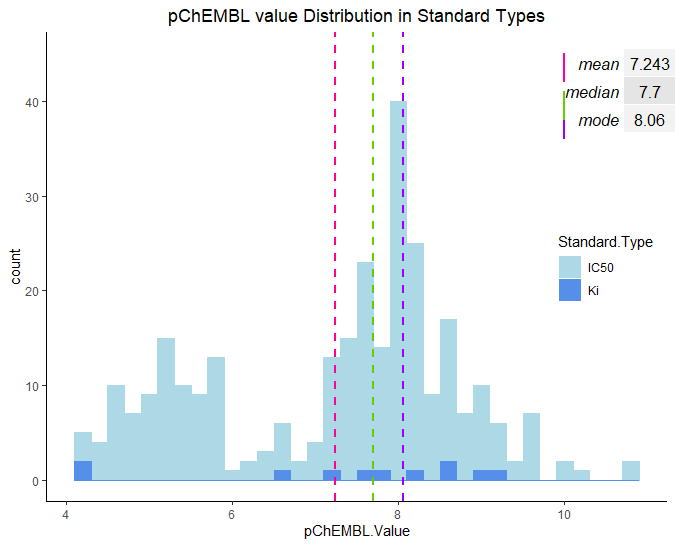 pChEMBL value Distribution in Standard Types
mean 7.243
median 7.7
mode 8.06
40
30
20
10
0
count
Standard.Type
IC50
Ki
4 6 8 10
pChEMBL.Value